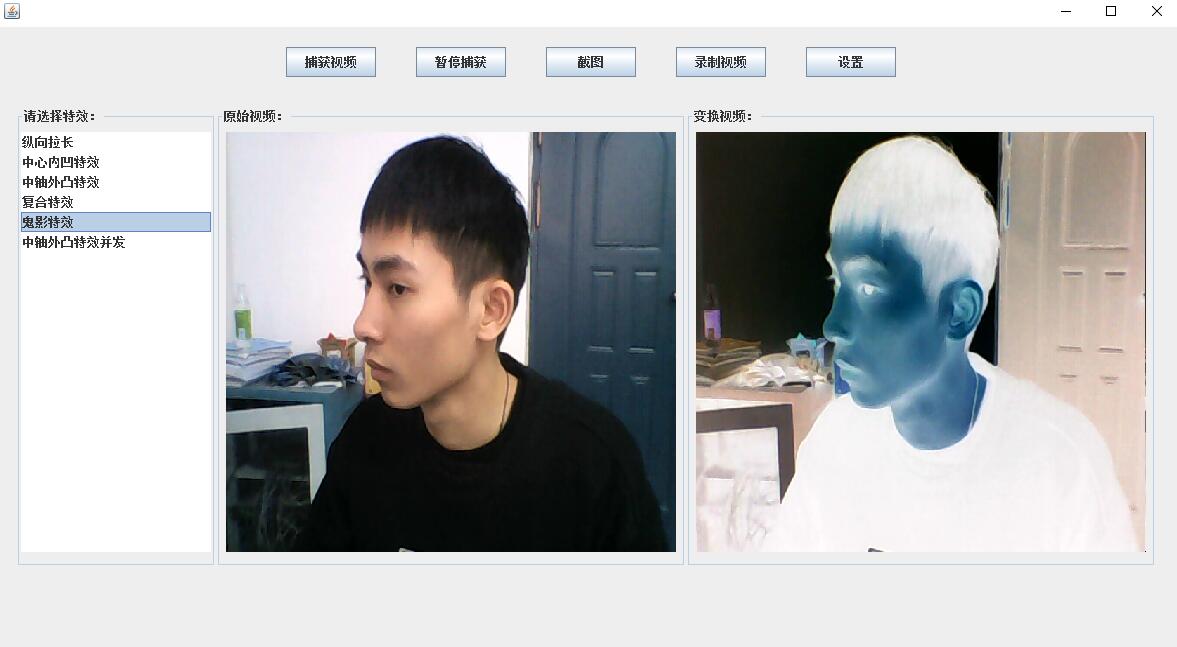 捕获视频
暂停捕获
截图
录制视频
设置
请选择特效：
纵向拉长
中心内凹特效
中轴外凸特效
复合特效
鬼影特效
中轴外凸特效并发
原始视频：
变换视频：